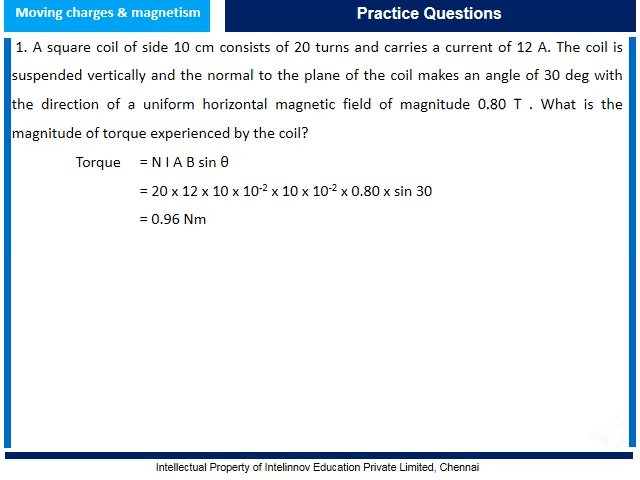 Moving charges & magnetism
Practice Questions
1. A square coil of side 10 cm consists of 20 turns and carries a current of 12 A. The coil is
suspended vertically and the normal to the plane of the coil makes an angle of 30 deg with
the direction of a uniform horizontal magnetic field of magnitude 0.80 T . What is the
magnitude of torque experienced by the coil?
Torque = N I A B sin θ
= 20 x 12 x 10 x 10⁻² x 10 x 10⁻² x 0.80 x sin 30
= 0.96 Nm
Intellectual Property of Intelinnov Education Private Limited, Chennai